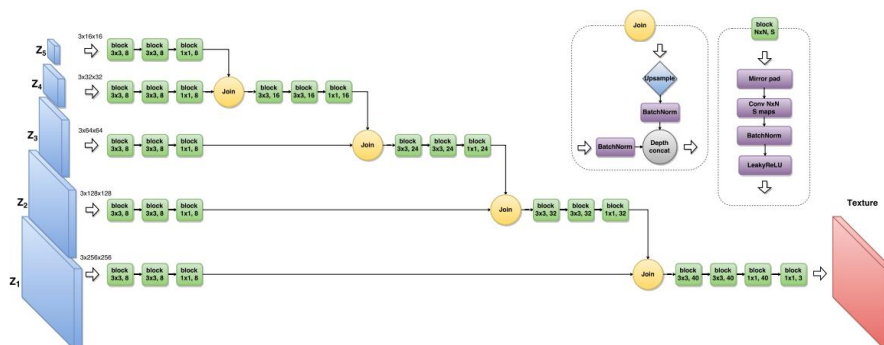 Z5
3x16x16
block
3x3, 8
block
3x3, 8
block
1x1, 8
Z4
3x32x32
block
3x3, 8
block
3x3, 8
block
1x1, 8
Join
block
3x3, 16
block
3x3, 16
block
1x1, 16
Z3
3x64x64
block
3x3, 8
block
3x3, 8
block
1x1, 8
Join
block
3x3, 24
block
3x3, 24
block
1x1, 24
Z2
3x128x128
block
3x3, 8
block
3x3, 8
block
1x1, 8
Join
block
3x3, 32
block
3x3, 32
block
1x1, 32
Z1
3x256x256
block
3x3, 8
block
3x3, 8
block
1x1, 8
Join
block
3x3, 40
block
3x3, 40
block
1x1, 40
block
1x1, 3
Texture
Join
Upsample
BatchNorm
BatchNorm
Depth
concat
block
NxN, S
Mirror pad
Conv NxN
S maps
BatchNorm
LeakyReLU